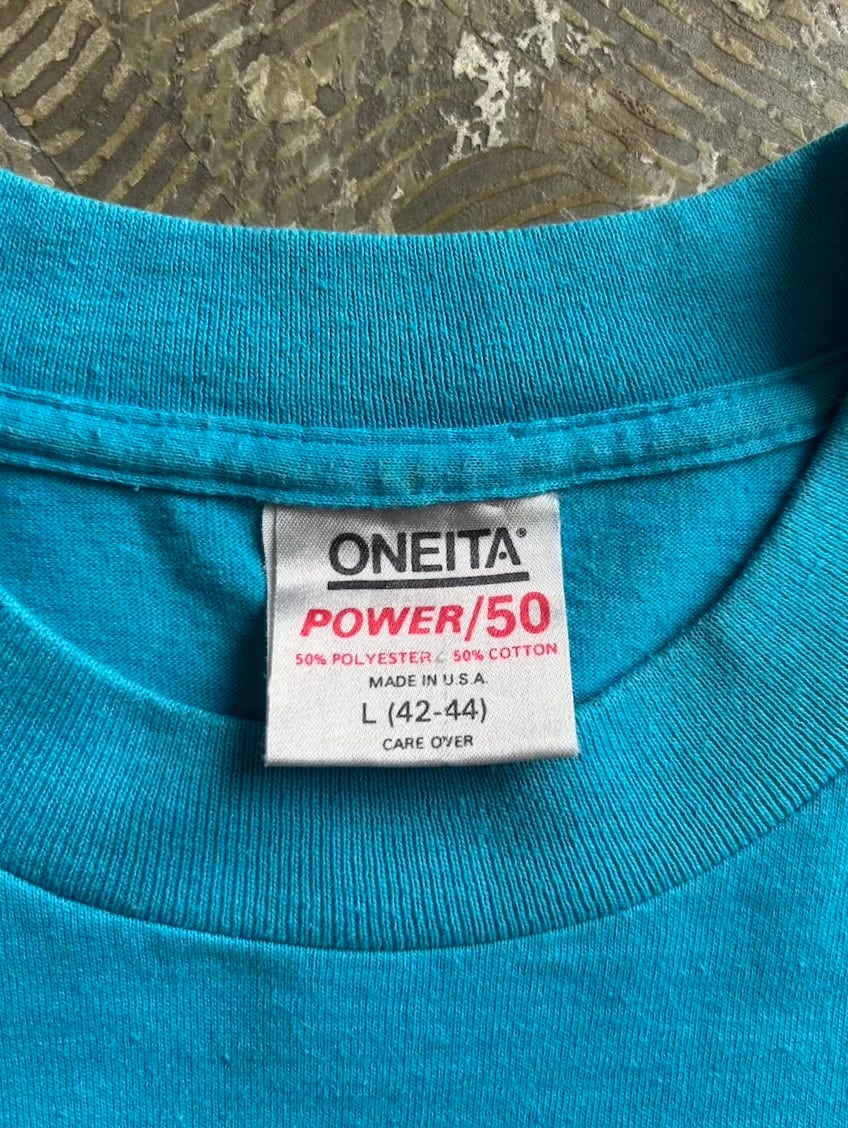 ONEITA®
POWER/50
50% POLYESTER 50% COTTON
MADE IN U.S.A.
L (42-44)
CARE OVER